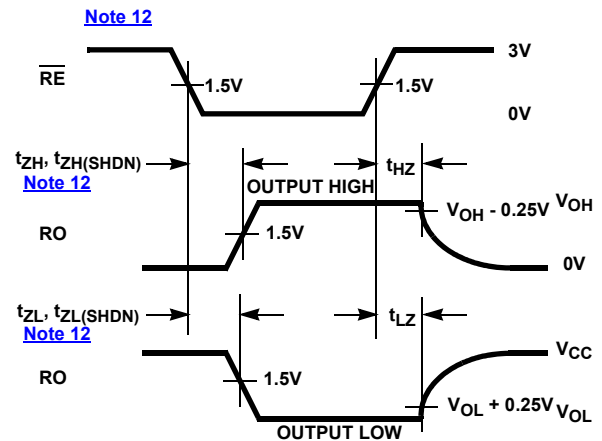 Note 12
3V
RE
1.5V
1.5V
0V
tZH, tZH(SHDN)
Note 12
tHZ
OUTPUT HIGH
VOH - 0.25V
VOH
RO
1.5V
0V
tZL, tZL(SHDN)
Note 12
tLZ
VCC
RO
1.5V
VOL + 0.25V
VOL
OUTPUT LOW